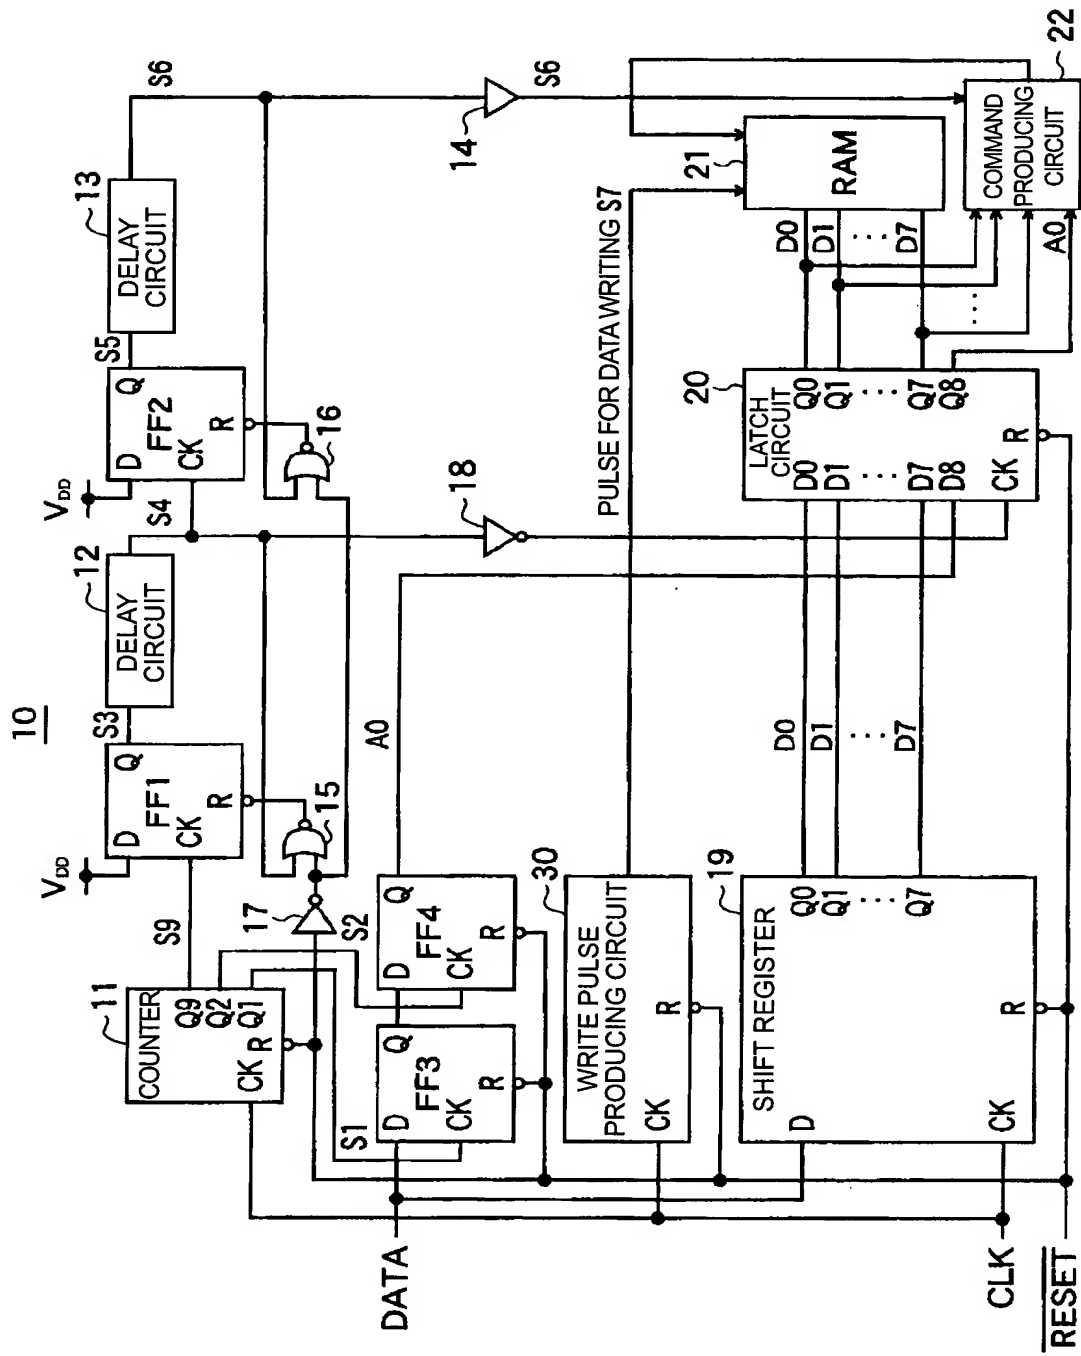 10
V_DD
V_DD
11
COUNTER
Q9
Q2
Q1
CK
R
S9
D
Q
FF1
CK
R
S3
12
DELAY
CIRCUIT
S4
D
Q
FF2
CK
R
S5
13
DELAY
CIRCUIT
S6
17
15
16
18
14
S6
S1
S2
D
Q
FF3
CK
R
D
Q
FF4
CK
R
A0
30
WRITE PULSE
PRODUCING CIRCUIT
CK
R
PULSE FOR DATA WRITING S7
19
SHIFT REGISTER
D
CK
R
Q0
Q1
···
Q7
D0
D1
···
D7
20
LATCH
CIRCUIT
D0
D1
···
D7
D8
CK
R
Q0
Q1
···
Q7
Q8
D0
D1
···
D7
···
A0
21
RAM
22
COMMAND
PRODUCING
CIRCUIT
DATA
CLK
RESET